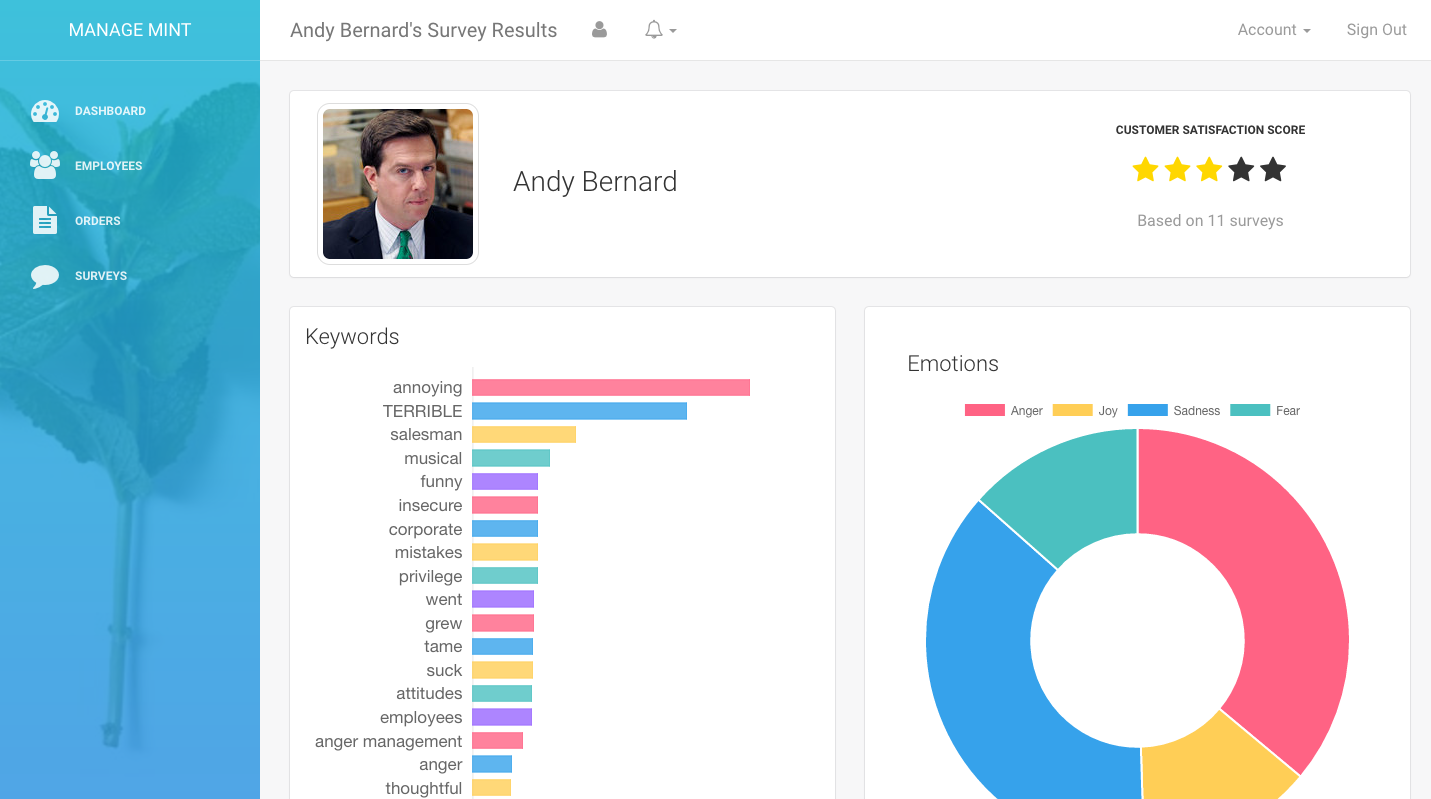 MANAGE MINT
Andy Bernard's Survey Results
Account
Sign Out
DASHBOARD
EMPLOYEES
ORDERS
SURVEYS
Andy Bernard
CUSTOMER SATISFACTION SCORE
Based on 11 surveys
Keywords
annoying
TERRIBLE
salesman
musical
funny
insecure
corporate
mistakes
privilege
went
grew
tame
suck
attitudes
employees
anger management
anger
thoughtful
Emotions
Anger Joy Sadness Fear